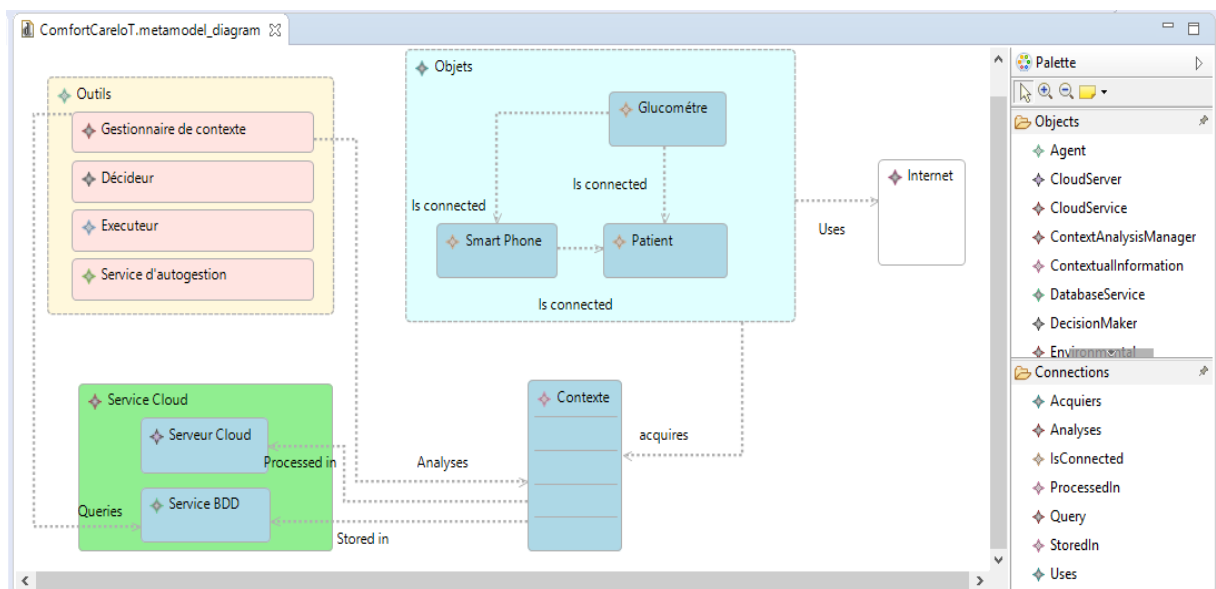 ComfortCareIoT.metamodel_diagram
Outils
Gestionnaire de contexte
Décideur
Executeur
Service d'autogestion
Objets
Glucométre
Is connected
Is connected
Smart Phone
Patient
Is connected
Uses
Internet
Service Cloud
Serveur Cloud
Processed in
Service BDD
Queries
Analyses
Stored in
Contexte
acquires
Palette
Objects
Agent
CloudServer
CloudService
ContextAnalysisManager
ContextualInformation
DatabaseService
DecisionMaker
Environmental
Connections
Acquiers
Analyses
IsConnected
ProcessedIn
Query
StoredIn
Uses